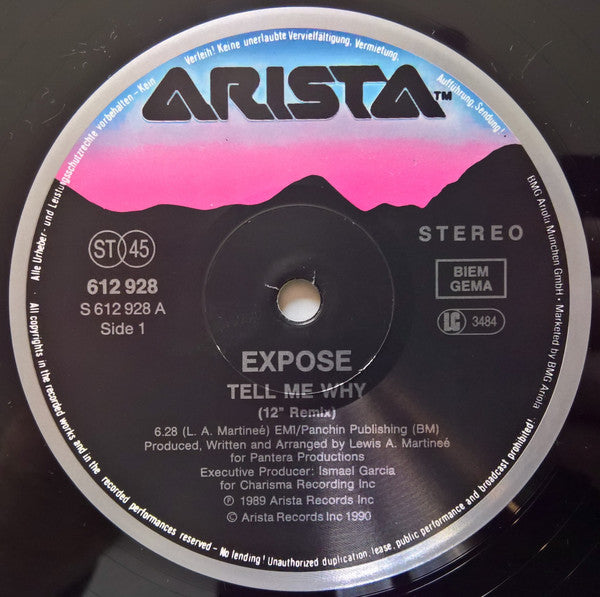 Alle Urheber- und Leistungsschutzrechte vorbehalten – Kein Verleih! Keine unerlaubte Vervielfältigung, Vermietung, Aufführung, Sendung!
ARISTA™
ST 45
STEREO
612 928
S 612 928 A
Side 1
BIEM
GEMA
LC 3484
EXPOSE
TELL ME WHY
(12" Remix)
6.28 (L. A. Martineé) EMI/Panchin Publishing (BM)
Produced, Written and Arranged by Lewis A. Martineé
for Pantera Productions
Executive Producer: Ismael Garcia
for Charisma Recording Inc
℗ 1989 Arista Records Inc
© Arista Records Inc 1990
BMG Ariola München GmbH • Marketed by BMG Ariola
All copyrights in the recorded works and in the recorded performances reserved – No lending! Unauthorized duplication, lease, public performance and broadcast prohibited!